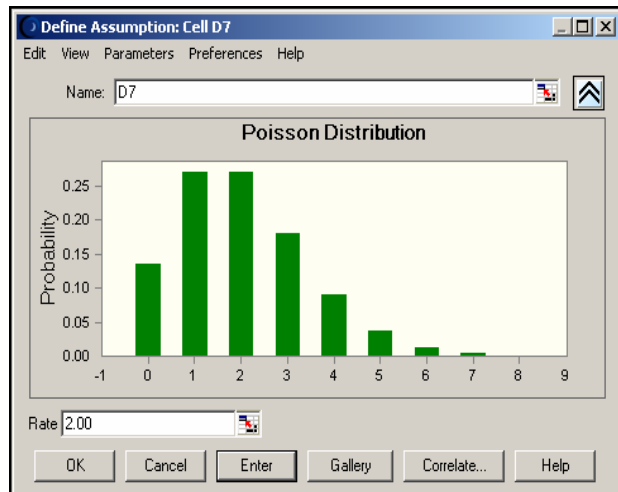 Define Assumption: Cell D7
Edit View Parameters Preferences Help
Name: D7
Poisson Distribution
Probability
0.25
0.20
0.15
0.10
0.05
0.00
-1 0 1 2 3 4 5 6 7 8 9
Rate 2.00
OK Cancel Enter Gallery Correlate... Help